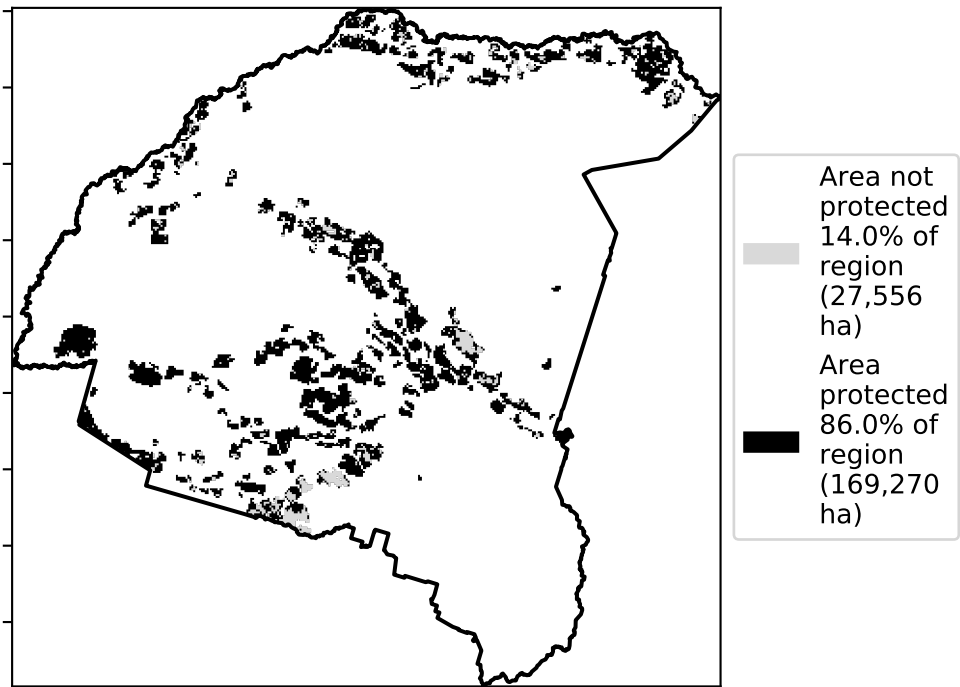 Area not
protected
14.0% of
region
(27,556
ha)
Area
protected
86.0% of
region
(169,270
ha)